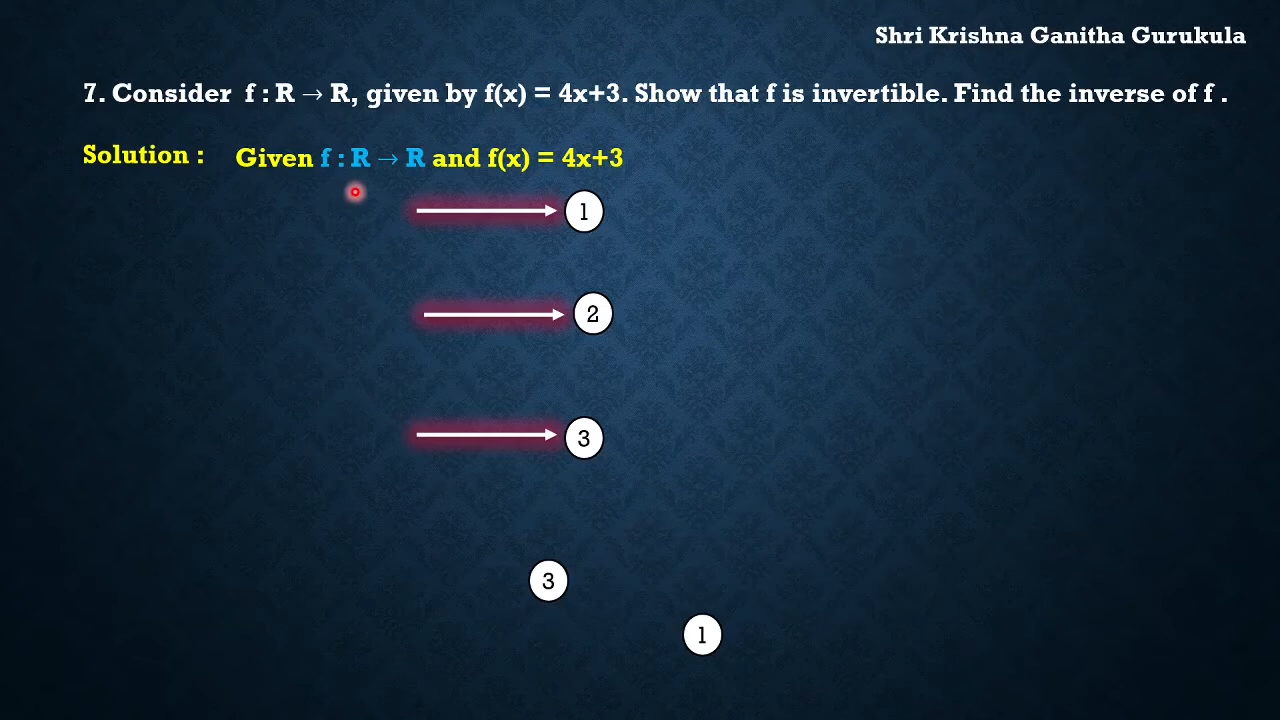 Shri Krishna Ganitha Gurukula
7. Consider f : R → R, given by f(x) = 4x+3. Show that f is invertible. Find the inverse of f .
Solution : Given f : R → R and f(x) = 4x+3
1
2
3
3
1